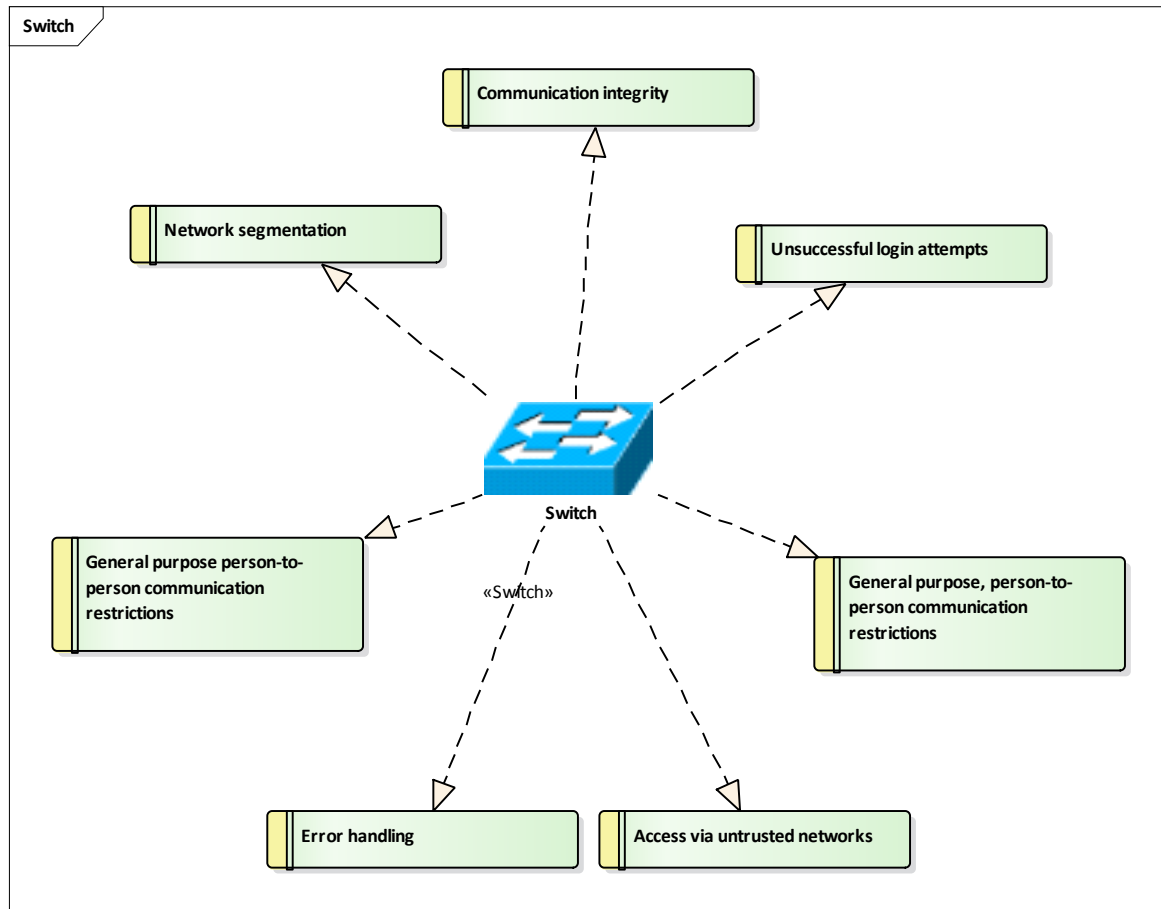 Switch
Communication integrity
Network segmentation
Unsuccessful login attempts
Switch
General purpose person-to-
person communication
restrictions
«Switch»
General purpose, person-to-
person communication
restrictions
Error handling
Access via untrusted networks